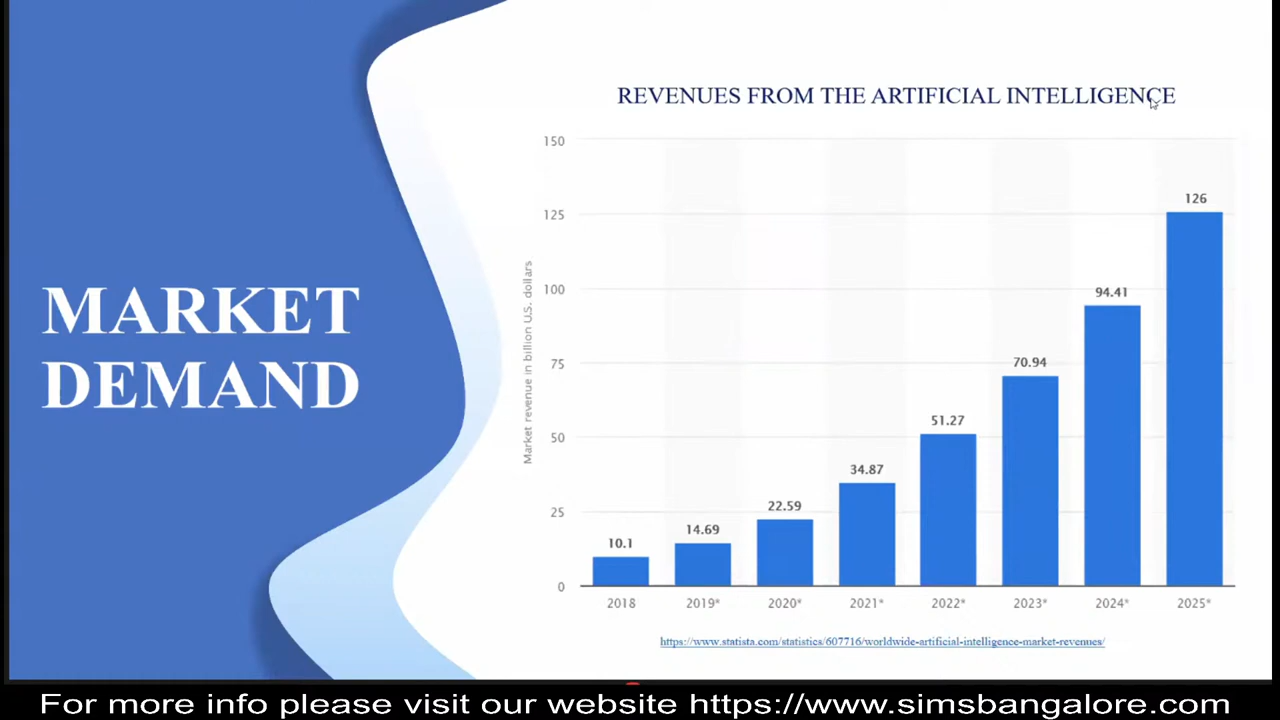 MARKET
DEMAND
REVENUES FROM THE ARTIFICIAL INTELLIGENCE
Market revenue in billion U.S. dollars
150
125
100
75
50
25
0
10.1
14.69
22.59
34.87
51.27
70.94
94.41
126
2018 2019* 2020* 2021* 2022* 2023* 2024* 2025*
https://www.statista.com/statistics/607716/worldwide-artificial-intelligence-market-revenues/
For more info please visit our website https://www.simsbangalore.com